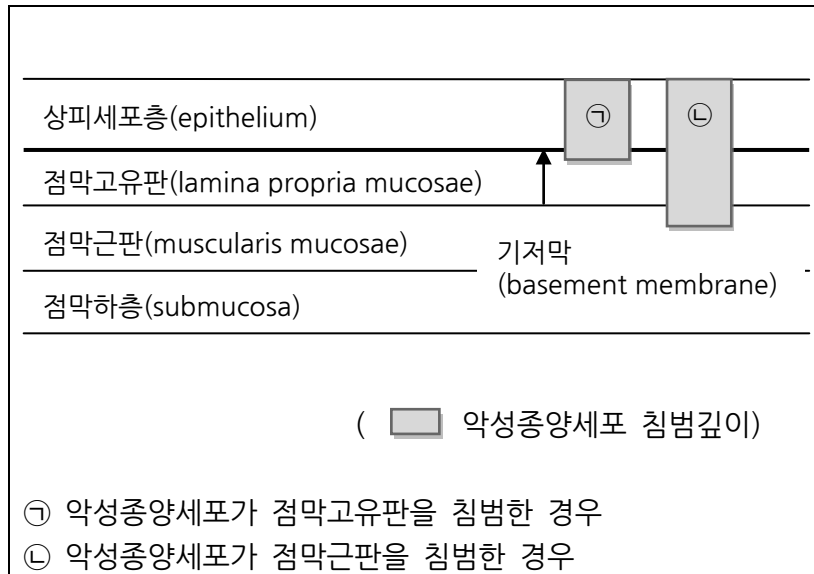 상피세포층(epithelium)
㉠
㉡
점막고유판(lamina propria mucosae)
점막근판(muscularis mucosae)
기저막
(basement membrane)
점막하층(submucosa)
( 악성종양세포 침범깊이)
㉠ 악성종양세포가 점막고유판을 침범한 경우
㉡ 악성종양세포가 점막근판을 침범한 경우